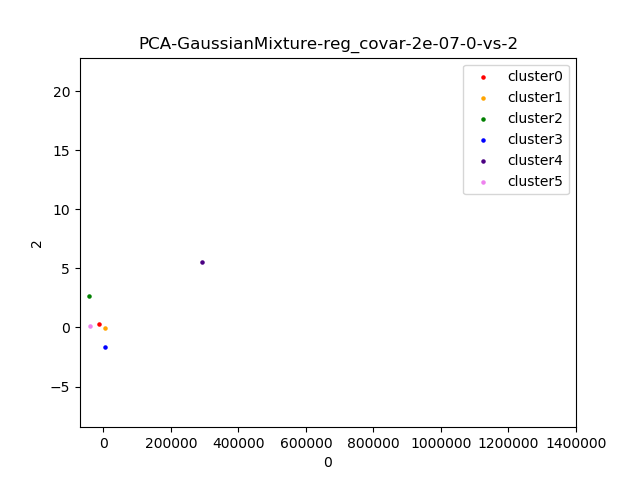 PCA-GaussianMixture-reg_covar-2e-07-0-vs-2
cluster0
cluster1
cluster2
cluster3
cluster4
cluster5
20
15
10
5
0
−5
2
0 200000 400000 600000 800000 1000000 1200000 1400000
0